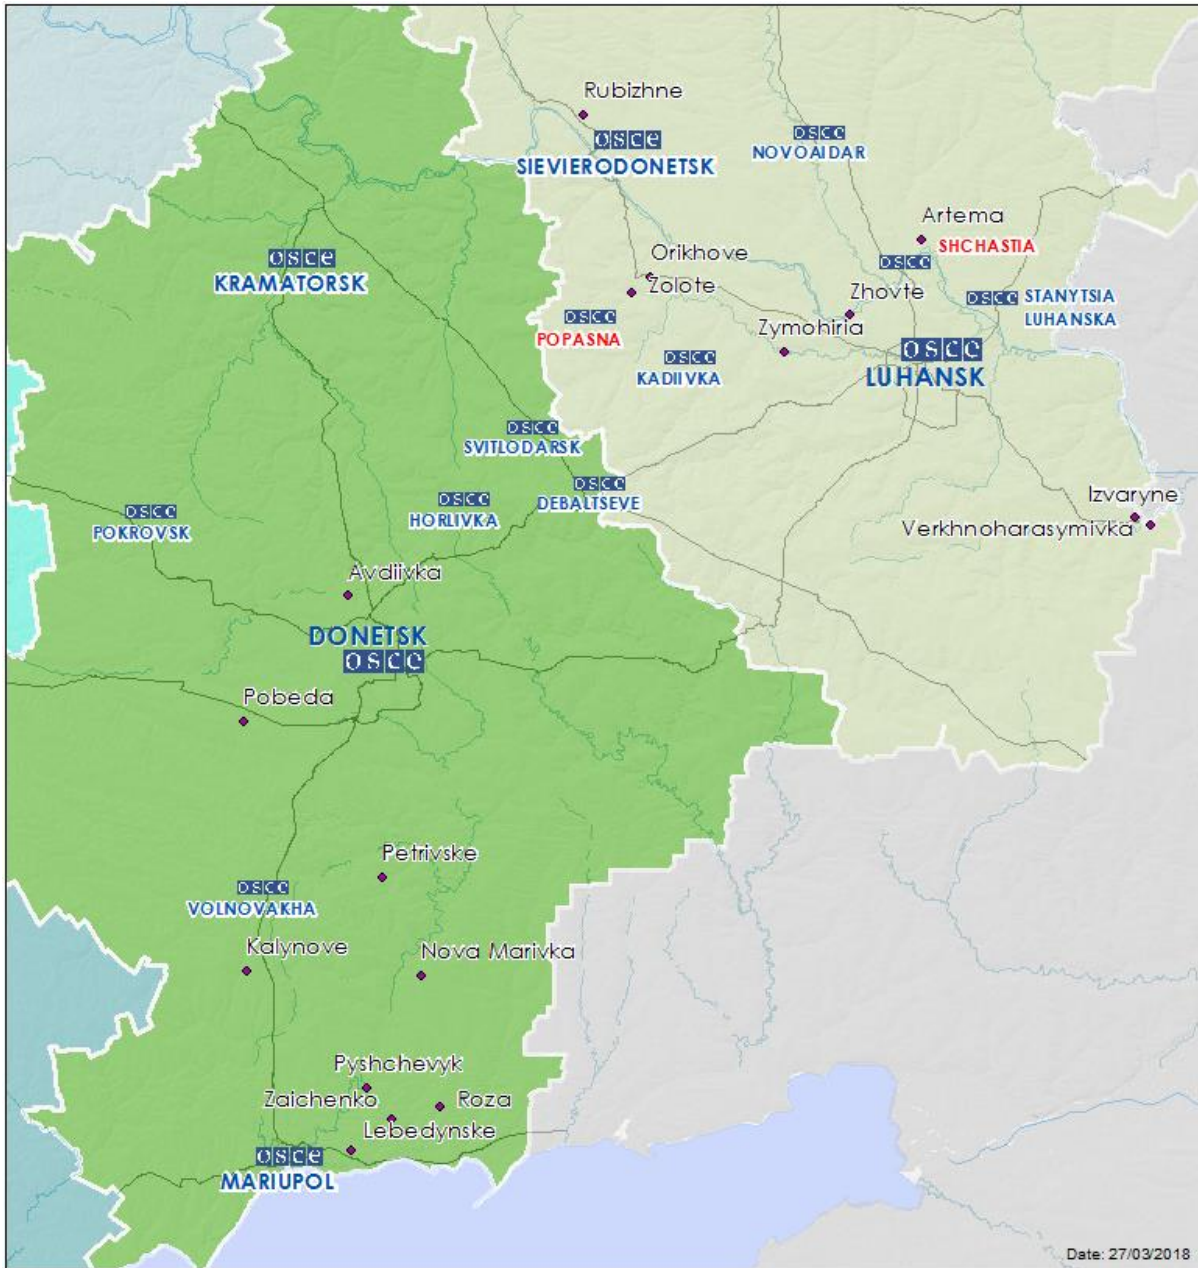 Rubizhne
osce
SIEVIERODONETSK
osce
NOVOAIDAR
Artema
SHCHASTIA
osce
osce
KRAMATORSK
Orikhove
Zolote
Zhovte
osce
STANYTSIA
LUHANSKA
osce
POPASNA
Zymohiria
osce
LUHANSK
osce
KADIIVKA
osce
SVITLODARSK
osce
DEBALTSEVE
osce
HORLIVKA
osce
POKROVSK
Izvaryne
Verkhnoharasymivka
Avdiivka
DONETSK
osce
Pobeda
Petrivske
osce
VOLNOVAKHA
Kalynove
Nova Marivka
Pyshchevyk
Zaichenko
Roza
Lebedynske
osce
MARIUPOL
Date: 27/03/2018